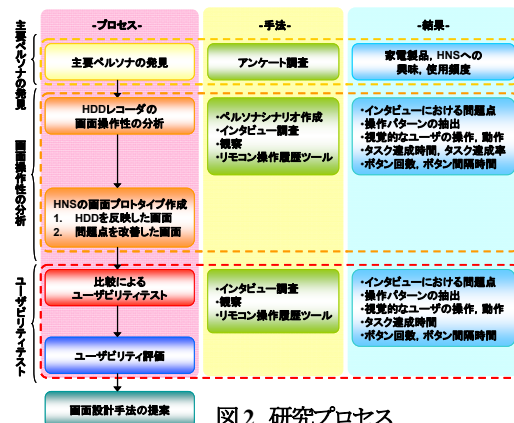 -プロセス-
-手法-
-結果-
主要ペルソナの発見
主要ペルソナの発見
アンケート調査
家電製品，HNSへの
興味，使用頻度
画面操作性の分析
HDDレコーダの
画面操作性の分析
・ペルソナシナリオ作成
・インタビュー調査
・観察
・リモコン操作履歴ツール
・インタビューにおける問題点
・操作パターンの抽出
・視覚的なユーザの操作，動作
・タスク達成時間，タスク達成率
・ボタン回数，ボタン間隔時間
HNSの画面プロトタイプ作成
1. HDDを反映した画面
2. 問題点を改善した画面
ユーザビリティテスト
比較による
ユーザビリティテスト
・インタビュー調査
・観察
・リモコン操作履歴ツール
・インタビューにおける問題点
・操作パターンの抽出
・視覚的なユーザの操作，動作
・タスク達成時間
・ボタン回数，ボタン間隔時間
ユーザビリティ評価
画面設計手法の提案
図2 研究プロセス